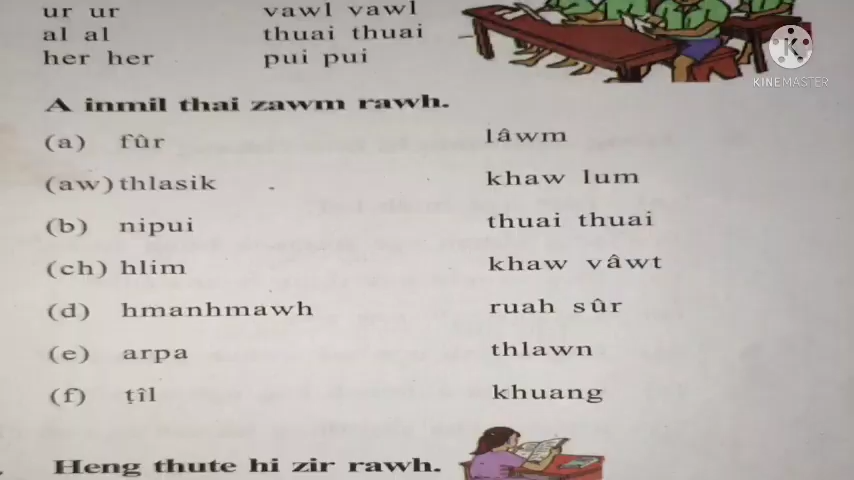 ur ur vawl vawl
al al thuai thuai
her her pui pui
KINEMASTER
A inmil thai zawm rawh.
(a) fûr lâwm
(aw) thlasik khaw lum
(b) nipui thuai thuai
(ch) hlim khaw vâwt
(d) hmanhmawh ruah sûr
(e) arpa thlawn
(f) ṭîl khuang
Heng thute hi zir rawh.